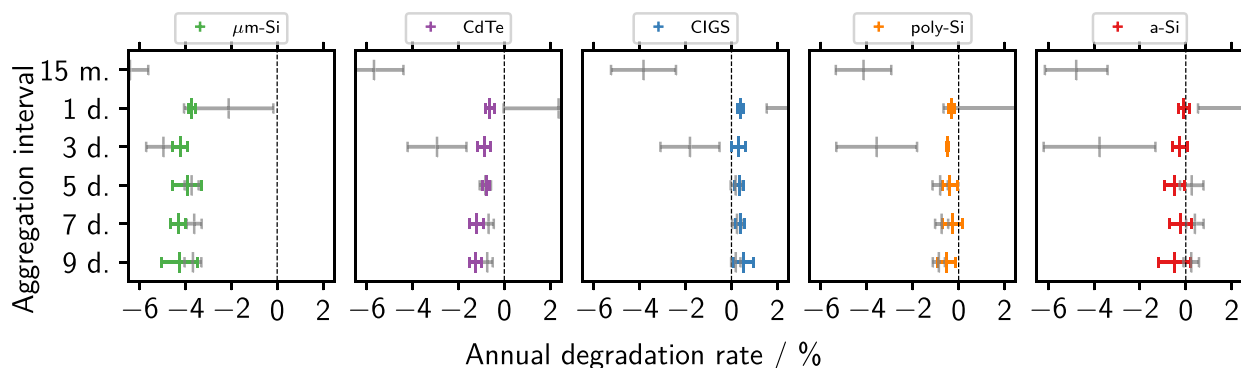 μm-Si CdTe CIGS poly-Si a-Si
Aggregation interval
15 m.
1 d.
3 d.
5 d.
7 d.
9 d.
−6 −4 −2 0 2 −6 −4 −2 0 2 −6 −4 −2 0 2 −6 −4 −2 0 2 −6 −4 −2 0 2
Annual degradation rate / %